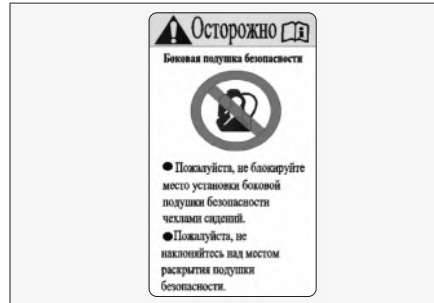 Осторожно
Боковая подушка безопасности
● Пожалуйста, не блокируйте
место установки боковой
подушки безопасности
чехлами сидений.
●Пожалуйста, не
наклоняйтесь над местом
раскрытия подушки
безопасности.